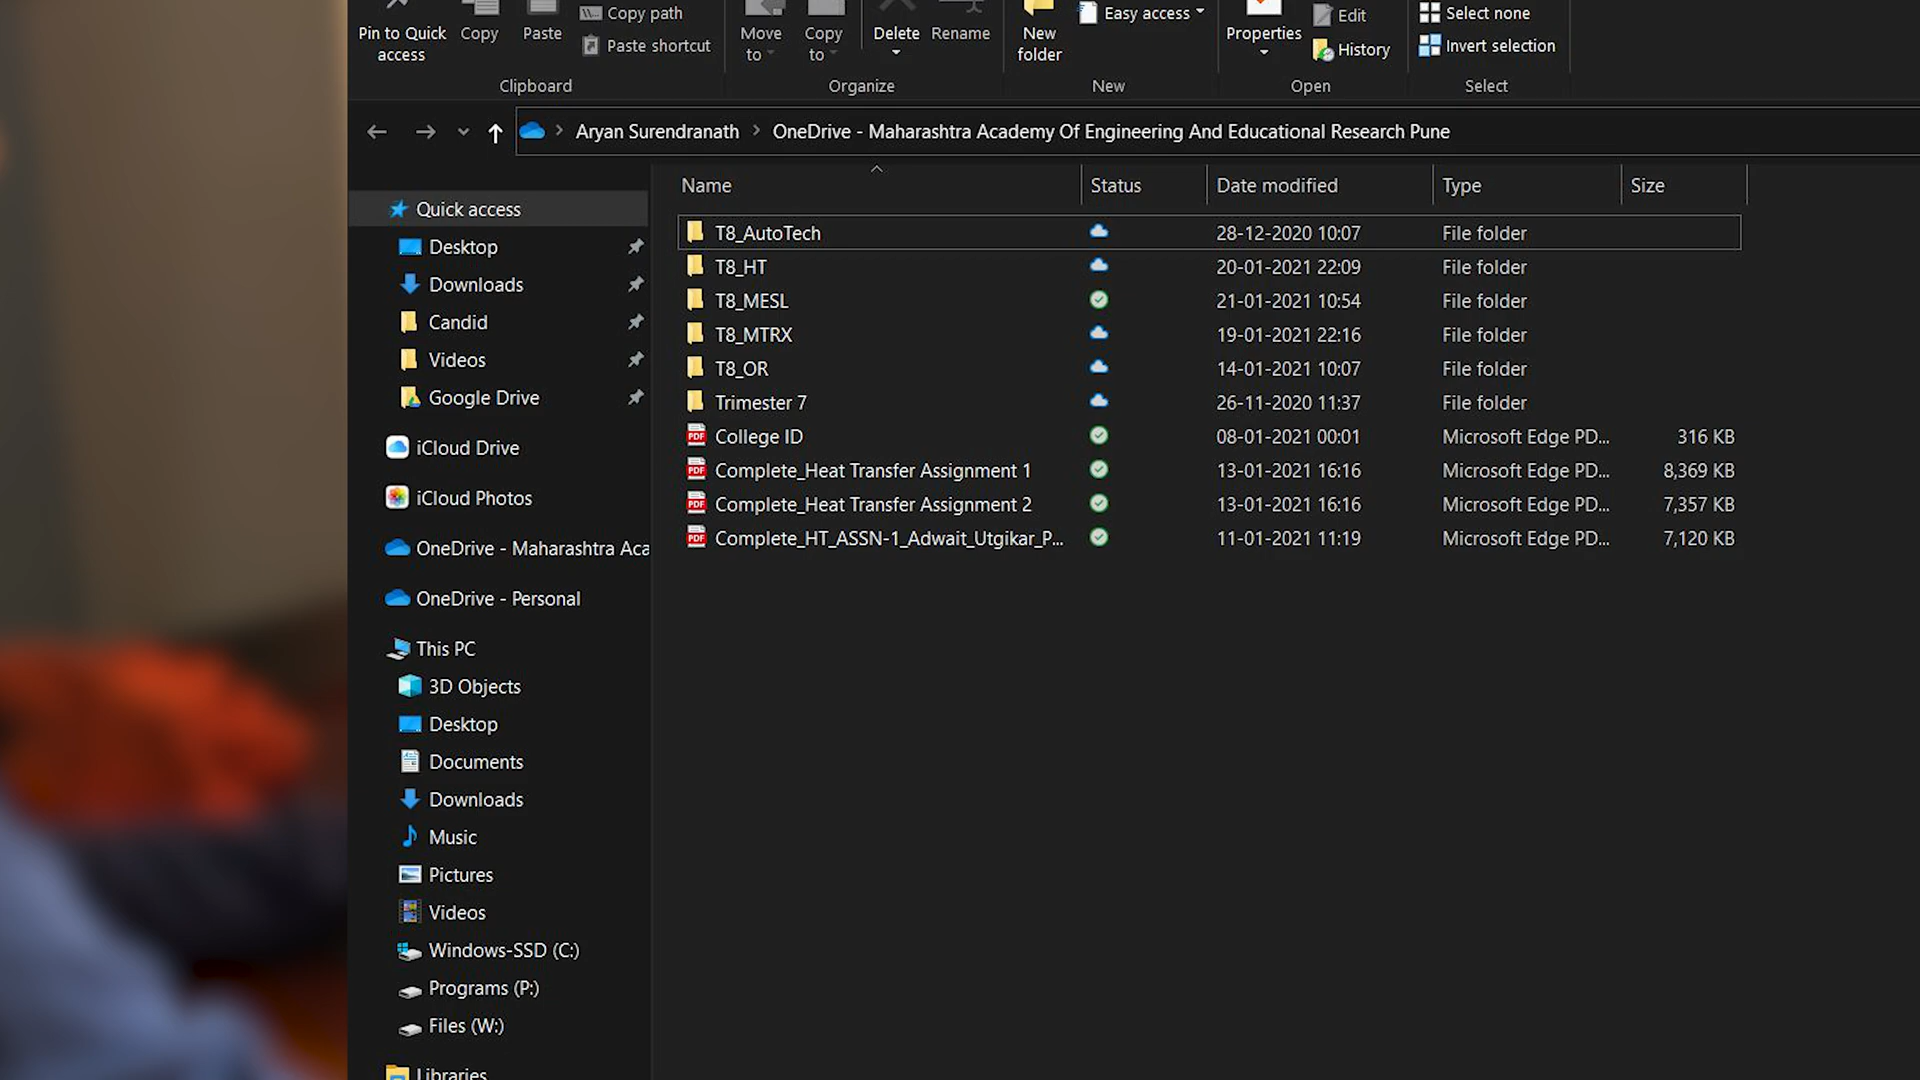 Pin to Quick access
Copy
Paste
Copy path
Paste shortcut
Clipboard
Move to
Copy to
Delete
Rename
Organize
New folder
Easy access
New
Properties
Edit
History
Open
Select none
Invert selection
Select
Aryan Surendranath > OneDrive - Maharashtra Academy Of Engineering And Educational Research Pune
Quick access
Desktop
Downloads
Candid
Videos
Google Drive
iCloud Drive
iCloud Photos
OneDrive - Maharashtra Aca
OneDrive - Personal
This PC
3D Objects
Desktop
Documents
Downloads
Music
Pictures
Videos
Windows-SSD (C:)
Programs (P:)
Files (W:)
Libraries
Name Status Date modified Type Size
T8_AutoTech 28-12-2020 10:07 File folder
T8_HT 20-01-2021 22:09 File folder
T8_MESL 21-01-2021 10:54 File folder
T8_MTRX 19-01-2021 22:16 File folder
T8_OR 14-01-2021 10:07 File folder
Trimester 7 26-11-2020 11:37 File folder
PDF College ID 08-01-2021 00:01 Microsoft Edge PD... 316 KB
PDF Complete_Heat Transfer Assignment 1 13-01-2021 16:16 Microsoft Edge PD... 8,369 KB
PDF Complete_Heat Transfer Assignment 2 13-01-2021 16:16 Microsoft Edge PD... 7,357 KB
PDF Complete_HT_ASSN-1_Adwait_Utgikar_P... 11-01-2021 11:19 Microsoft Edge PD... 7,120 KB